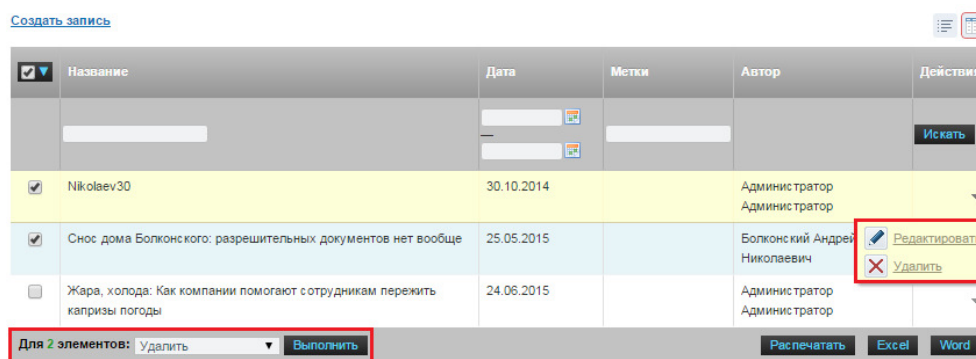 Создать запись
Название Дата Метки Автор Действия
—
Искать
Nikolaev30 30.10.2014 Администратор
Администратор
Снос дома Болконского: разрешительных документов нет вообще 25.05.2015 Болконский Андрей
Николаевич
Редактировать
Удалить
Жара, холода: Как компании помогают сотрудникам пережить 24.06.2015 Администратор
капризы погоды Администратор
Для 2 элементов: Удалить Выполнить Распечатать Excel Word